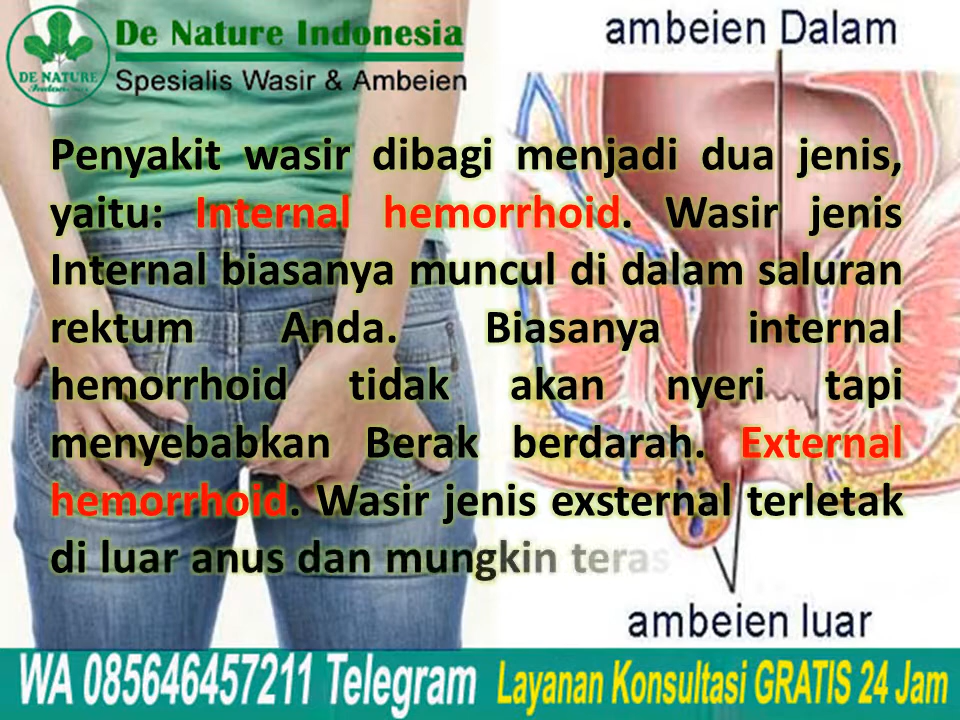 De Nature Indonesia
DE NATURE
Indonesia
Spesialis Wasir & Ambeien
ambeien Dalam
Penyakit wasir dibagi menjadi dua jenis,
yaitu: Internal hemorrhoid. Wasir jenis
Internal biasanya muncul di dalam saluran
rektum Anda. Biasanya internal
hemorrhoid tidak akan nyeri tapi
menyebabkan Berak berdarah. External
hemorrhoid. Wasir jenis exsternal terletak
di luar anus dan mungkin teras
ambeien luar
WA 085646457211 Telegram Layanan Konsultasi GRATIS 24 Jam